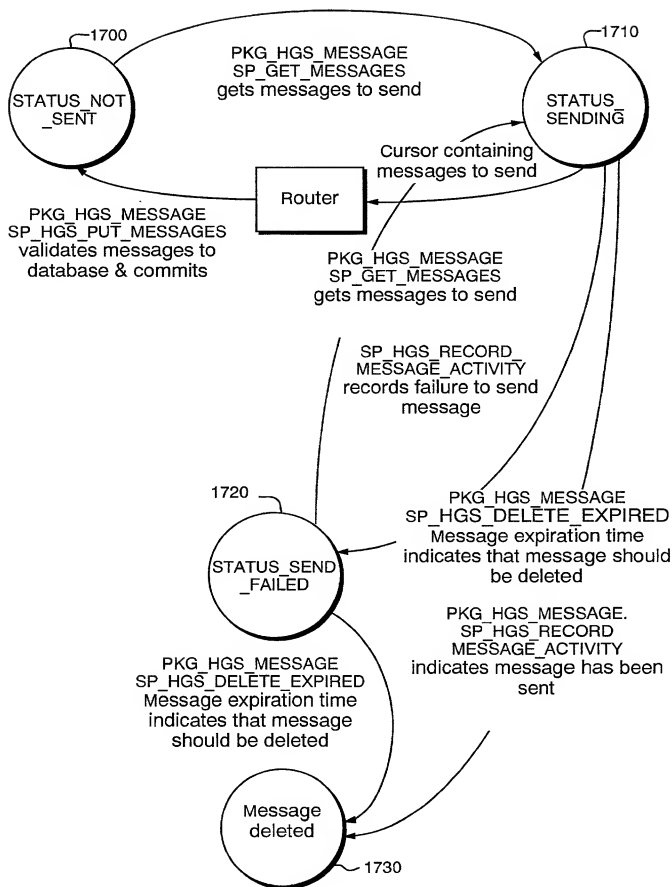 1700
1710
PKG_HGS_MESSAGE
SP_GET_MESSAGES
gets messages to send
STATUS_NOT
_SENT
STATUS_
SENDING
Cursor containing
messages to send
Router
PKG_HGS_MESSAGE
SP_HGS_PUT_MESSAGES
validates messages to
database & commits
PKG_HGS_MESSAGE
SP_GET_MESSAGES
gets messages to send
SP_HGS_RECORD_
MESSAGE_ACTIVITY
records failure to send
message
1720
STATUS_SEND
_FAILED
PKG_HGS_MESSAGE
SP_HGS_DELETE_EXPIRED
Message expiration time
indicates that message should
be deleted
PKG_HGS_MESSAGE.
SP_HGS_RECORD
MESSAGE_ACTIVITY
indicates message has been
sent
PKG_HGS_MESSAGE
SP_HGS_DELETE_EXPIRED
Message expiration time
indicates that message
should be deleted
Message
deleted
1730